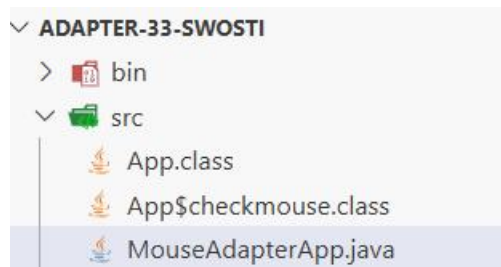 ADAPTER-33-SWOSTI
bin
src
App.class
App$checkmouse.class
MouseAdapterApp.java